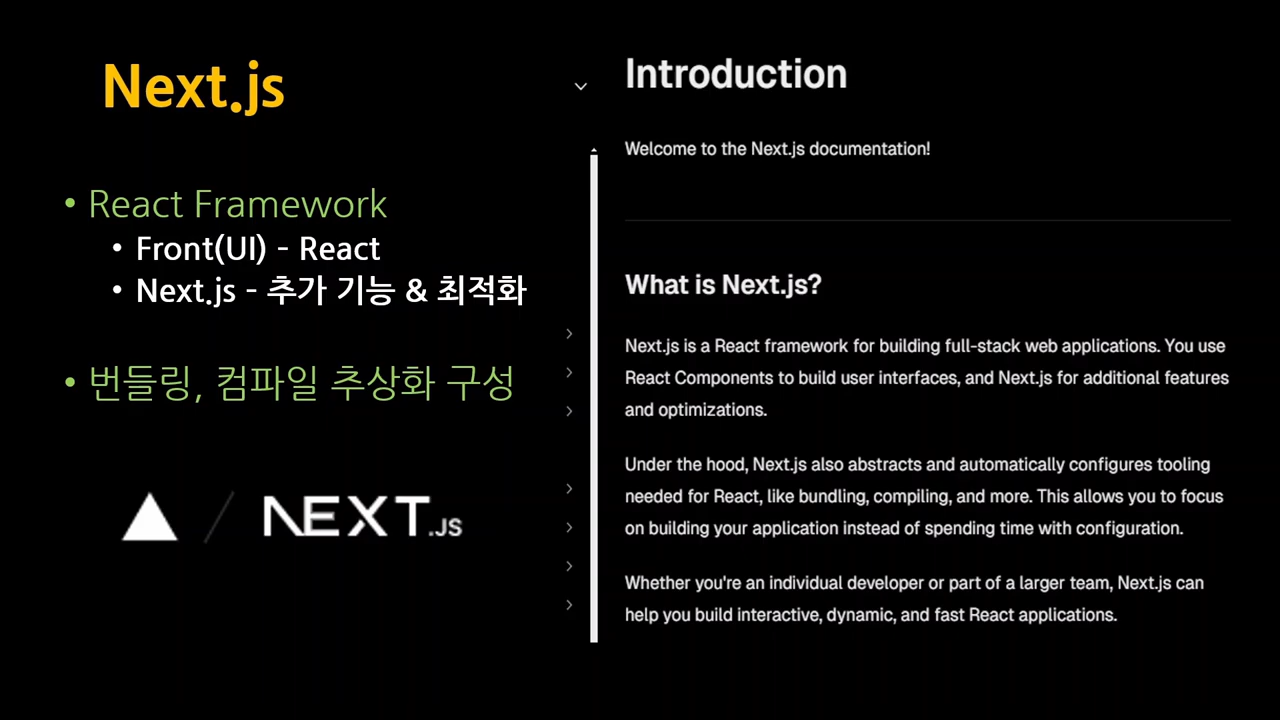 Next.js
• React Framework
• Front(UI) - React
• Next.js - 추가 기능 & 최적화
• 번들링, 컴파일 추상화 구성
NEXT.JS
Introduction
Welcome to the Next.js documentation!
What is Next.js?
Next.js is a React framework for building full-stack web applications. You use
React Components to build user interfaces, and Next.js for additional features
and optimizations.
Under the hood, Next.js also abstracts and automatically configures tooling
needed for React, like bundling, compiling, and more. This allows you to focus
on building your application instead of spending time with configuration.
Whether you're an individual developer or part of a larger team, Next.js can
help you build interactive, dynamic, and fast React applications.